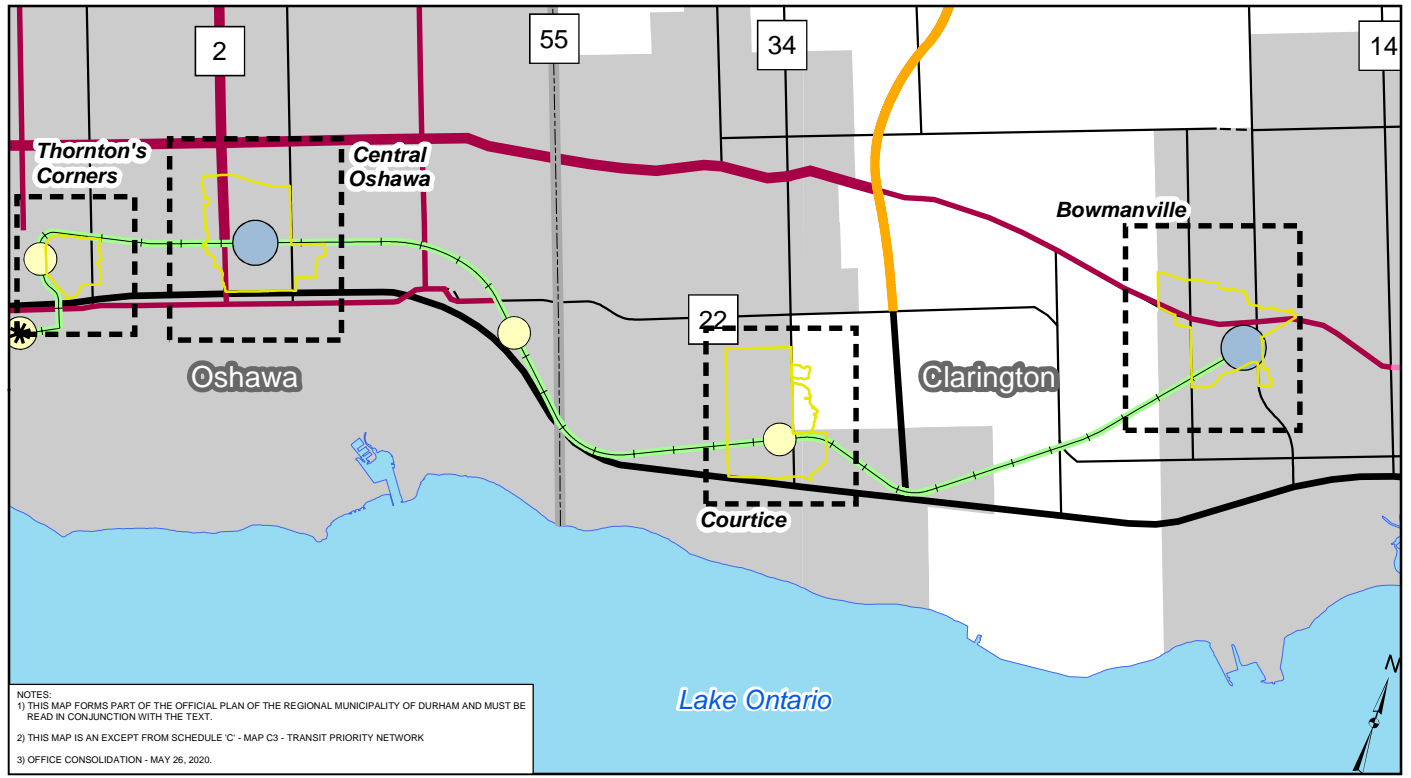 2
55
34
14
Thornton's
Corners
Central
Oshawa
Bowmanville
22
Oshawa
Clarington
Courtice
Lake Ontario
N
NOTES:
1) THIS MAP FORMS PART OF THE OFFICIAL PLAN OF THE REGIONAL MUNICIPALITY OF DURHAM AND MUST BE
READ IN CONJUNCTION WITH THE TEXT.
2) THIS MAP IS AN EXCEPT FROM SCHEDULE 'C' - MAP C3 - TRANSIT PRIORITY NETWORK
3) OFFICE CONSOLIDATION - MAY 26, 2020.